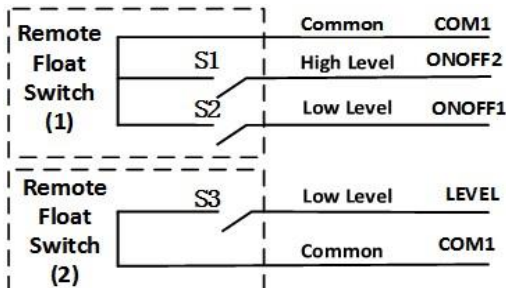 Remote
Float
Switch
(1)
Common COM1
S1 High Level ONOFF2
S2 Low Level ONOFF1
Remote
Float
Switch
(2)
S3 Low Level LEVEL
Common COM1